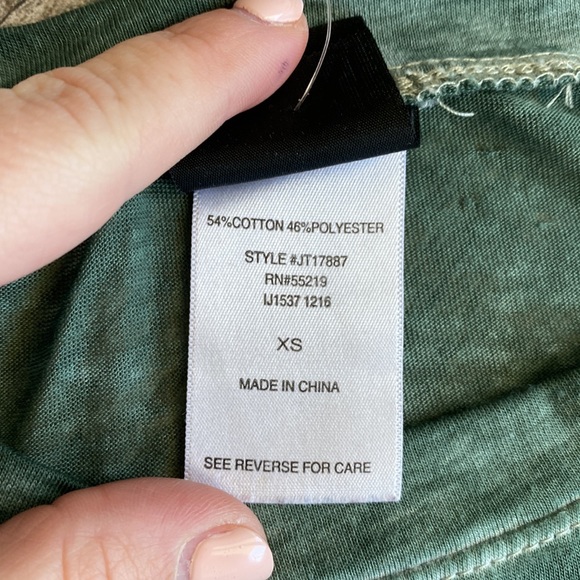 54%COTTON 46%POLYESTER
STYLE #JT17887
RN#55219
IJ1537 1216
XS
MADE IN CHINA
SEE REVERSE FOR CARE